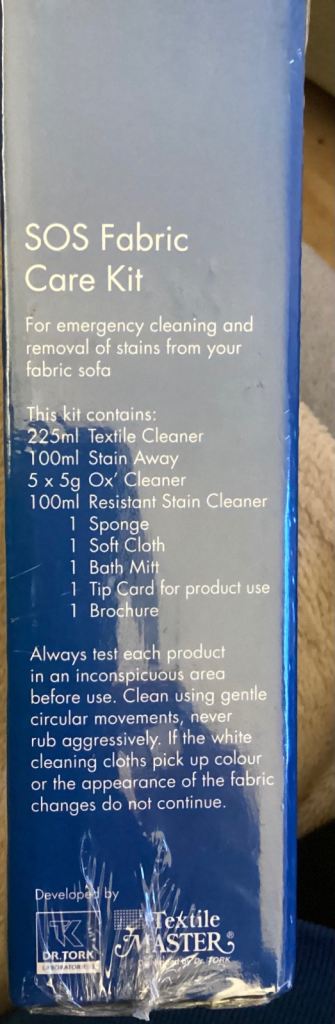 SOS Fabric
Care Kit
For emergency cleaning and
removal of stains from your
fabric sofa
This kit contains:
225ml Textile Cleaner
100ml Stain Away
5 x 5g Ox' Cleaner
100ml Resistant Stain Cleaner
1 Sponge
1 Soft Cloth
1 Bath Mitt
1 Tip Card for product use
1 Brochure
Always test each product
in an inconspicuous area
before use. Clean using gentle
circular movements, never
rub aggressively. If the white
cleaning cloths pick up colour
or the appearance of the fabric
changes do not continue.
Developed by
DR.TORK
LABORATORIES
Textile
MASTER®
by Dr. TORK